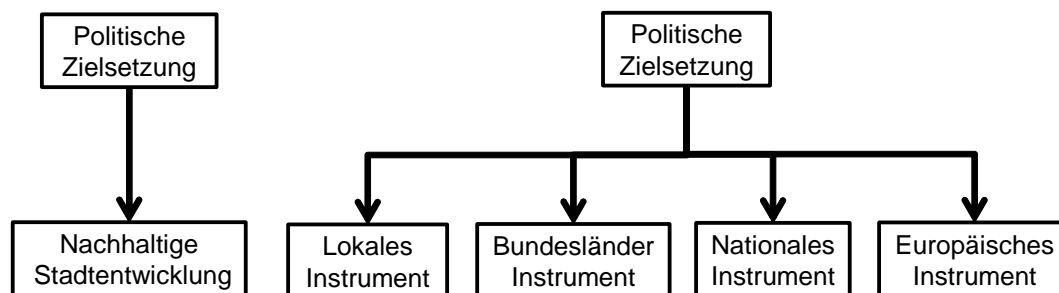 Politische
Zielsetzung
Politische
Zielsetzung
Nachhaltige
Stadtentwicklung
Lokales
Instrument
Bundesländer
Instrument
Nationales
Instrument
Europäisches
Instrument